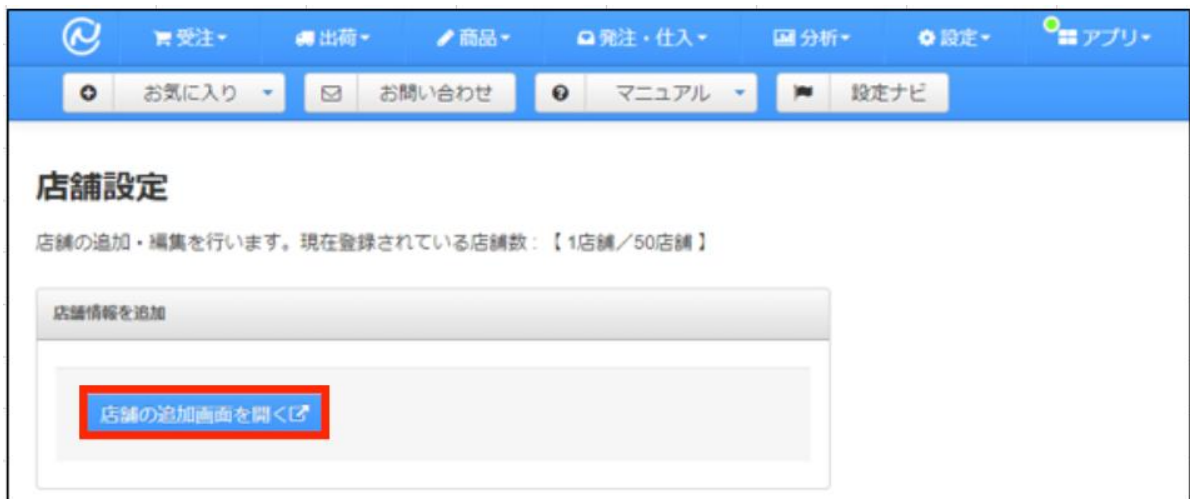 受注 出荷 商品 発注・仕入 分析 設定 アプリ
お気に入り お問い合わせ マニュアル 設定ナビ
店舗設定
店舗の追加・編集を行います。現在登録されている店舗数:【 1店舗／50店舗 】
店舗情報を追加
店舗の追加画面を開く